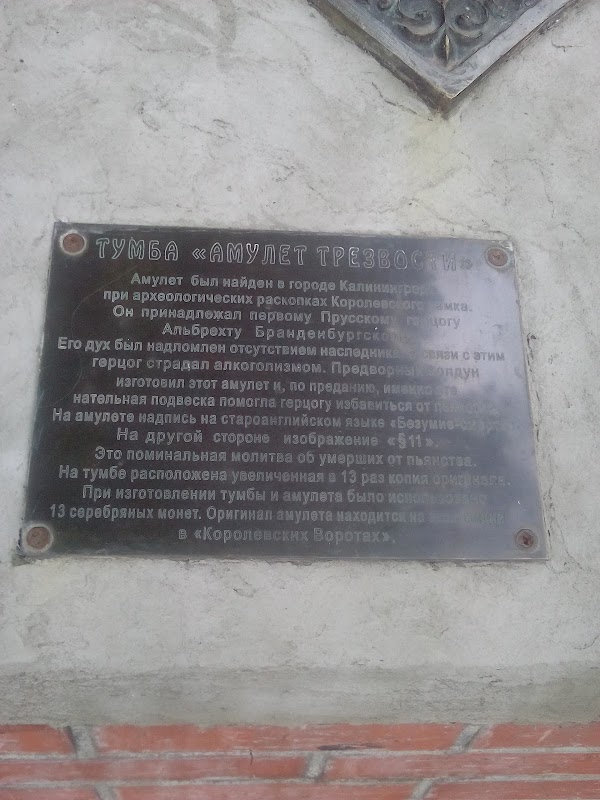 ТУМБА «АМУЛЕТ ТРЕЗВОСТИ»
Амулет был найден в городе Калининграде
при археологических раскопках Королевского замка.
Он принадлежал первому Прусскому герцогу
Альбрехту Бранденбургскому.
Его дух был надломлен отсутствием наследника. В связи с этим
герцог страдал алкоголизмом. Придворный колдун
изготовил этот амулет и, по преданию, именно эта
нательная подвеска помогла герцогу избавиться от
На амулете надпись на староанглийском языке
На другой стороне изображение «§11».
Это поминальная молитва об умерших от пьянства.
На тумбе расположена увеличенная в 13 раз копия оригинала.
При изготовлении тумбы и амулета было использовано
13 серебряных монет. Оригинал амулета находится на
в «Королевских Воротах».